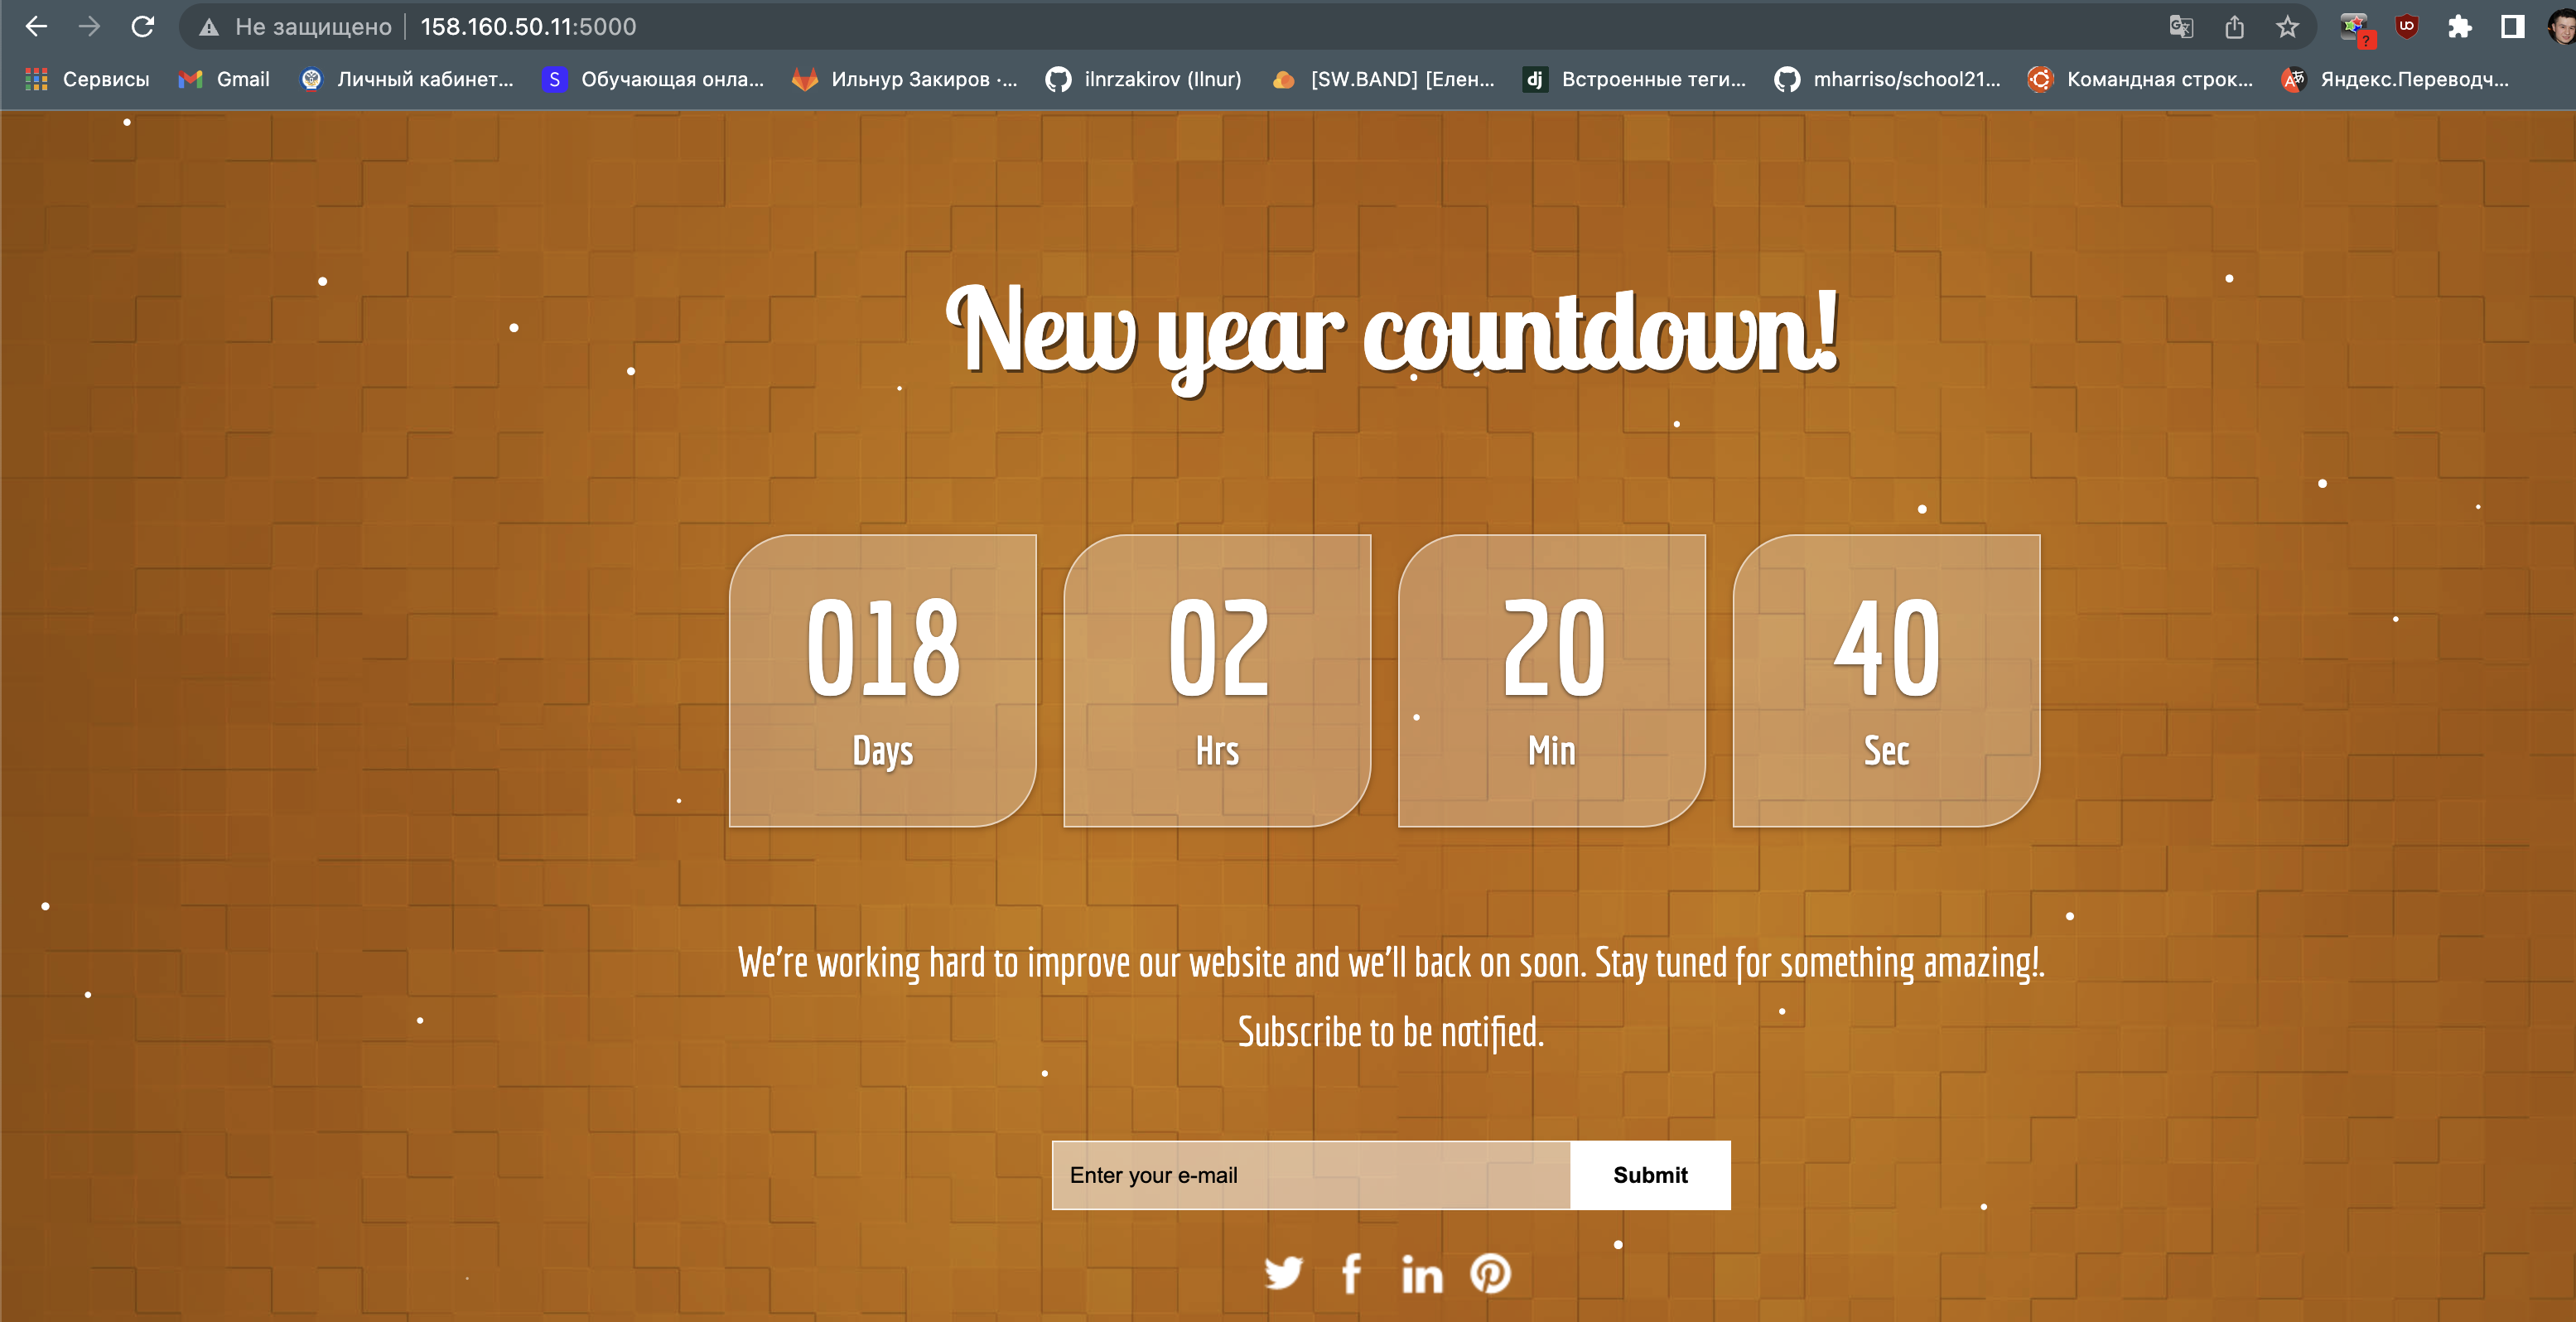 Не защищено 158.160.50.11:5000
Сервисы Gmail Личный кабинет... S Обучающая онла... Ильнур Закиров ·... ilnrzakirov (Ilnur) [SW.BAND] [Елен... dj Встроенные теги... mharriso/school21... Командная строк... Яндекс.Переводч...
New year countdown!
018 02 20 40
Days Hrs Min Sec
We're working hard to improve our website and we'll back on soon. Stay tuned for something amazing!.
Subscribe to be notified.
Enter your e-mail Submit